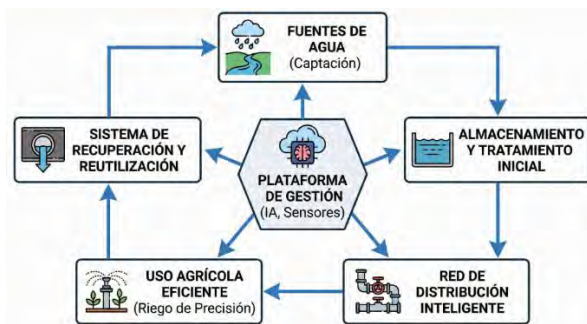 FUENTES DE
AGUA
(Captación)
SISTEMA DE
RECUPERACIÓN Y
REUTILIZACIÓN
ALMACENAMIENTO
Y TRATAMIENTO
INICIAL
PLATAFORMA
DE GESTIÓN
(IA, Sensores)
USO AGRÍCOLA
EFICIENTE
(Riego de Precisión)
RED DE
DISTRIBUCIÓN
INTELIGENTE